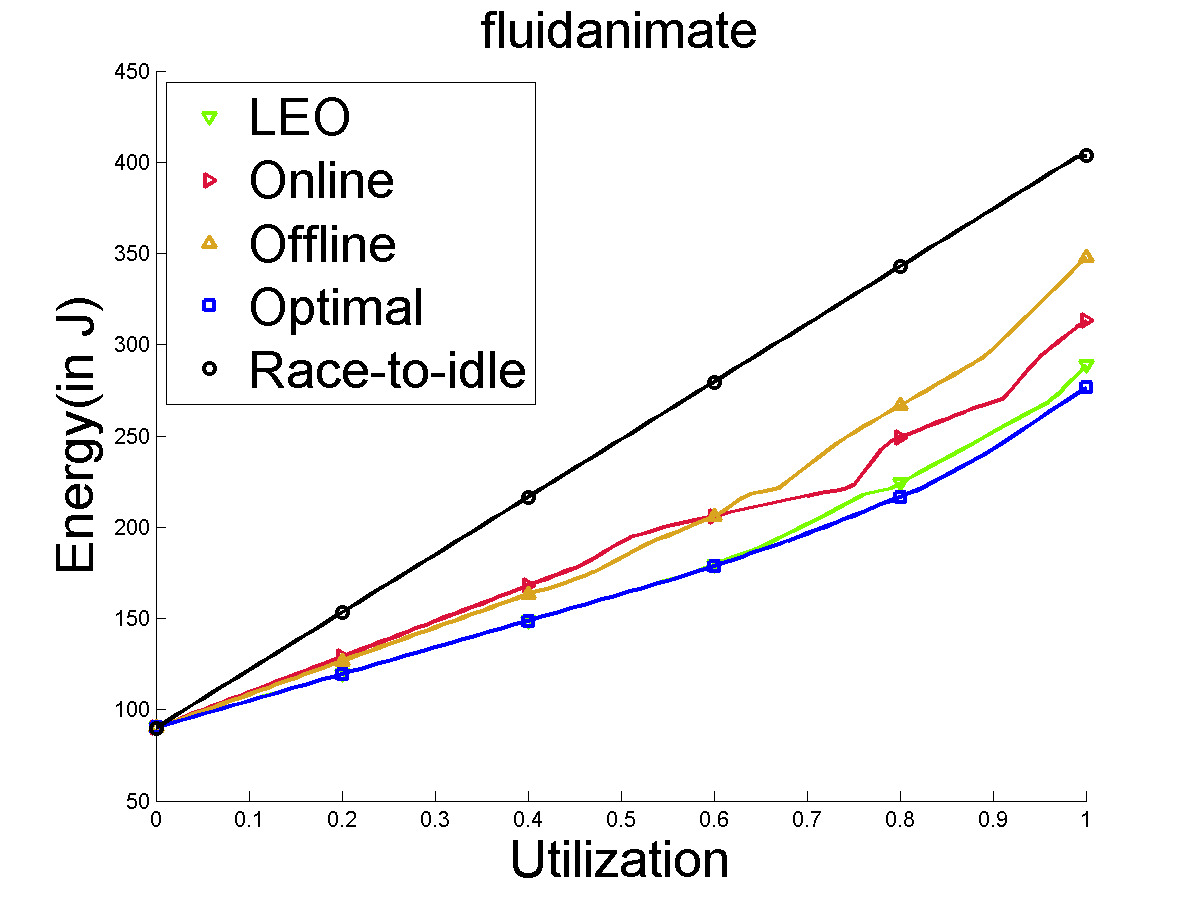 fluidanimate
450
400
350
300
250
200
150
100
50
Energy(in J)
LEO
Online
Offline
Optimal
Race-to-idle
0 0.1 0.2 0.3 0.4 0.5 0.6 0.7 0.8 0.9 1
Utilization